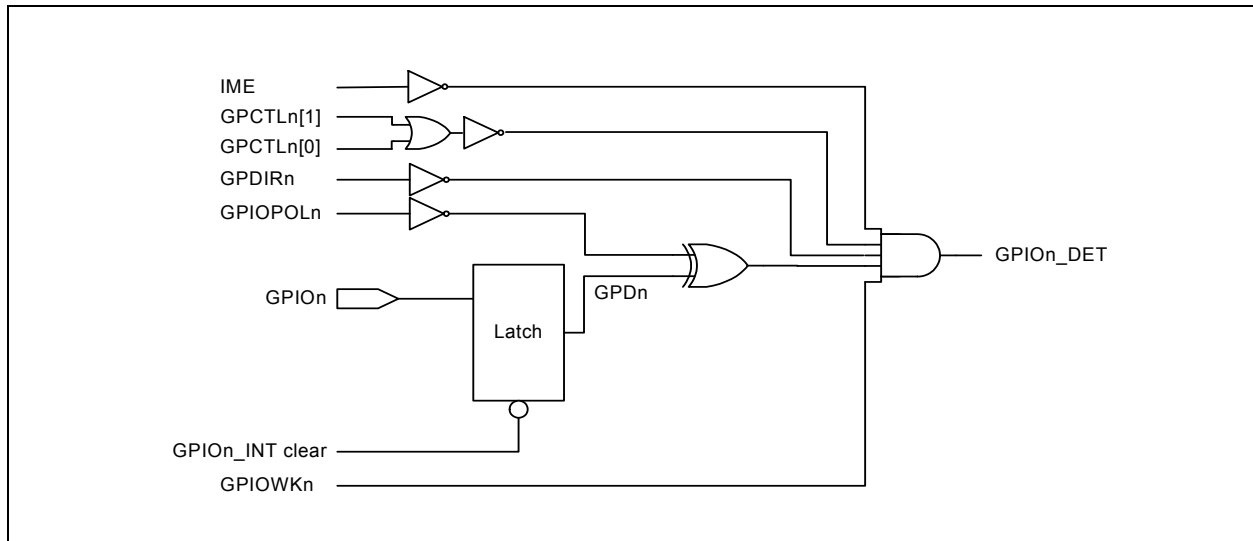 IME
GPCTLn[1]
GPCTLn[0]
GPDIRn
GPIOPOLn
GPIOn_DET
GPIOn
GPDn
Latch
GPIOn_INT clear
GPIOWKn